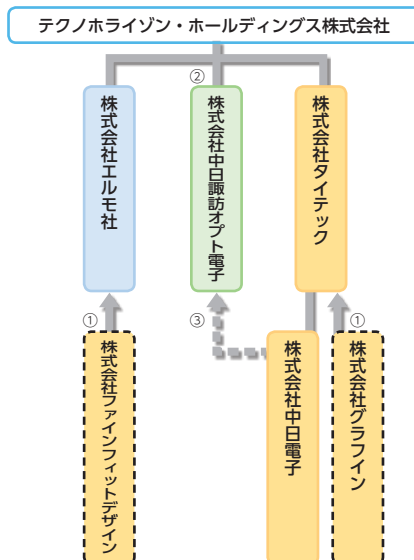 テクノホライゾン・ホールディングス株式会社
②
株式会社エルモ社
株式会社中日諏訪オプト電子
株式会社タイテック
①
③
①
株式会社ファインフィットデザイン
株式会社中日電子
株式会社グラフイン